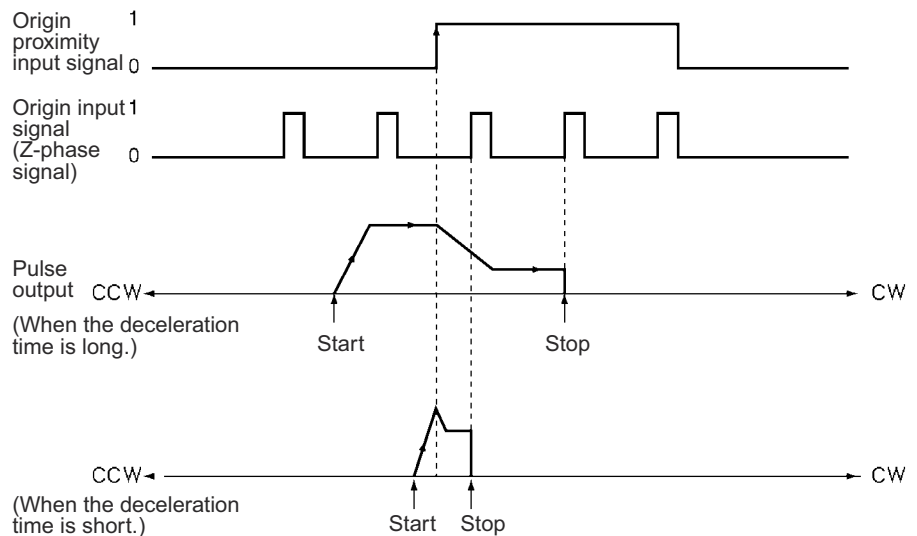 Origin
proximity
input signal
1
0
Origin input
signal
(Z-phase
signal)
1
0
Pulse
output
CCW
CW
(When the deceleration
time is long.)
Start
Stop
CCW
CW
(When the deceleration
time is short.)
Start
Stop